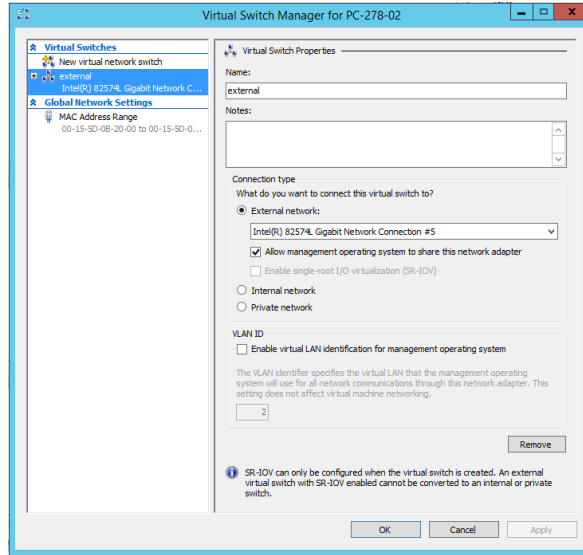 Virtual Switch Manager for PC-278-02
Virtual Switches
New virtual network switch
external
Intel(R) 82574L Gigabit Network C...
Global Network Settings
MAC Address Range
00-15-5D-0B-20-00 to 00-15-5D-0...
Virtual Switch Properties
Name:
external
Notes:
Connection type
What do you want to connect this virtual switch to?
External network:
Intel(R) 82574L Gigabit Network Connection #5
Allow management operating system to share this network adapter
Enable single-root I/O virtualization (SR-IOV)
Internal network
Private network
VLAN ID
Enable virtual LAN identification for management operating system
The VLAN identifier specifies the virtual LAN that the management operating
system will use for all network communications through this network adapter. This
setting does not affect virtual machine networking.
2
Remove
SR-IOV can only be configured when the virtual switch is created. An external
virtual switch with SR-IOV enabled cannot be converted to an internal or private
switch.
OK
Cancel
Apply